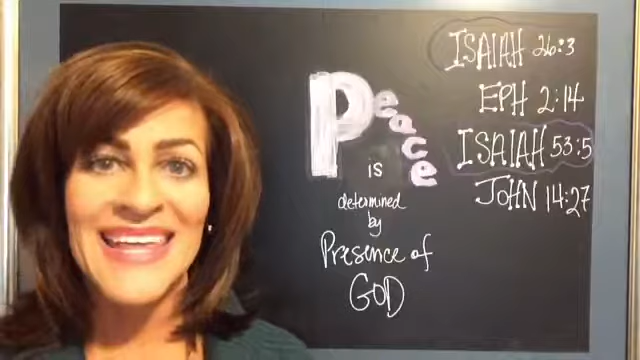 Peace
is
determined
by
Presence of
GOD
ISAIAH 26:3
EPH 2:14
ISAIAH 53:5
JOHN 14:27